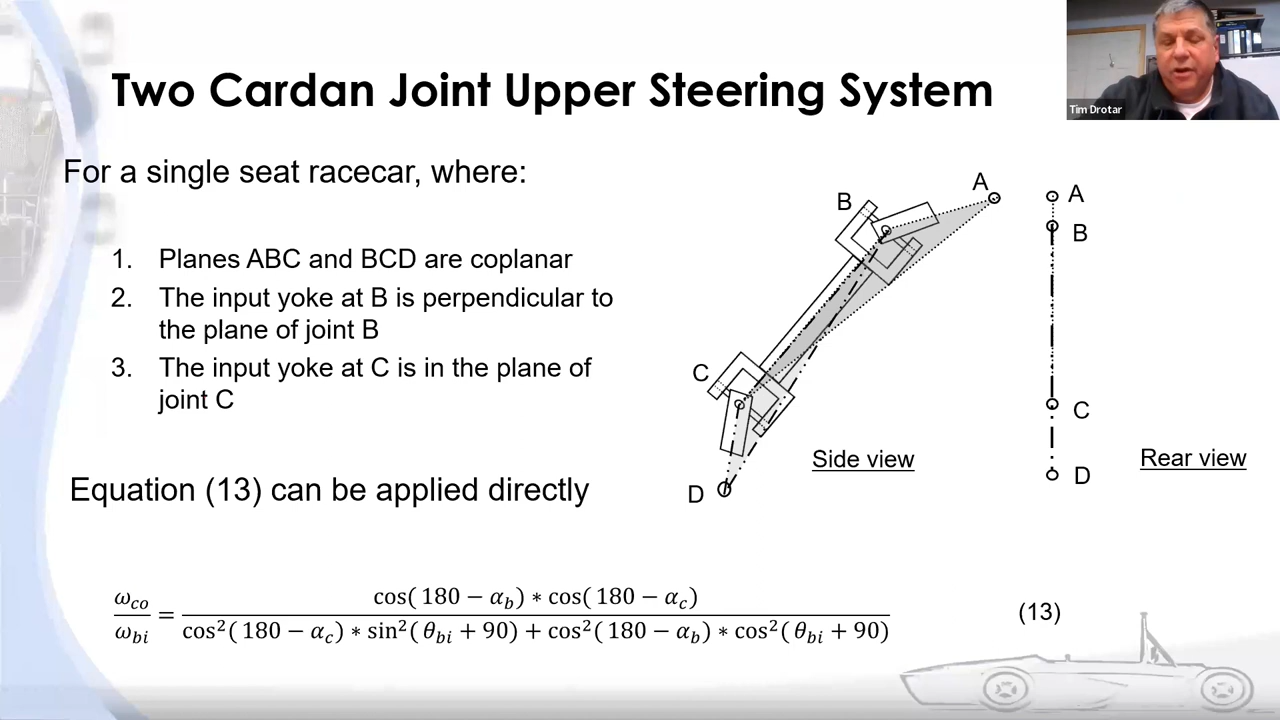 Two Cardan Joint Upper Steering System
Tim Drotar
For a single seat racecar, where:
1. Planes ABC and BCD are coplanar
2. The input yoke at B is perpendicular to
the plane of joint B
3. The input yoke at C is in the plane of
joint C
Equation (13) can be applied directly
A
B
C
D
Side view
A
B
C
D
Rear view
ω_co / ω_bi = cos( 180 − α_b) ∗ cos( 180 − α_c) / cos²( 180 − α_c) ∗ sin²( θ_bi + 90) + cos²( 180 − α_b) ∗ cos²( θ_bi + 90)
(13)